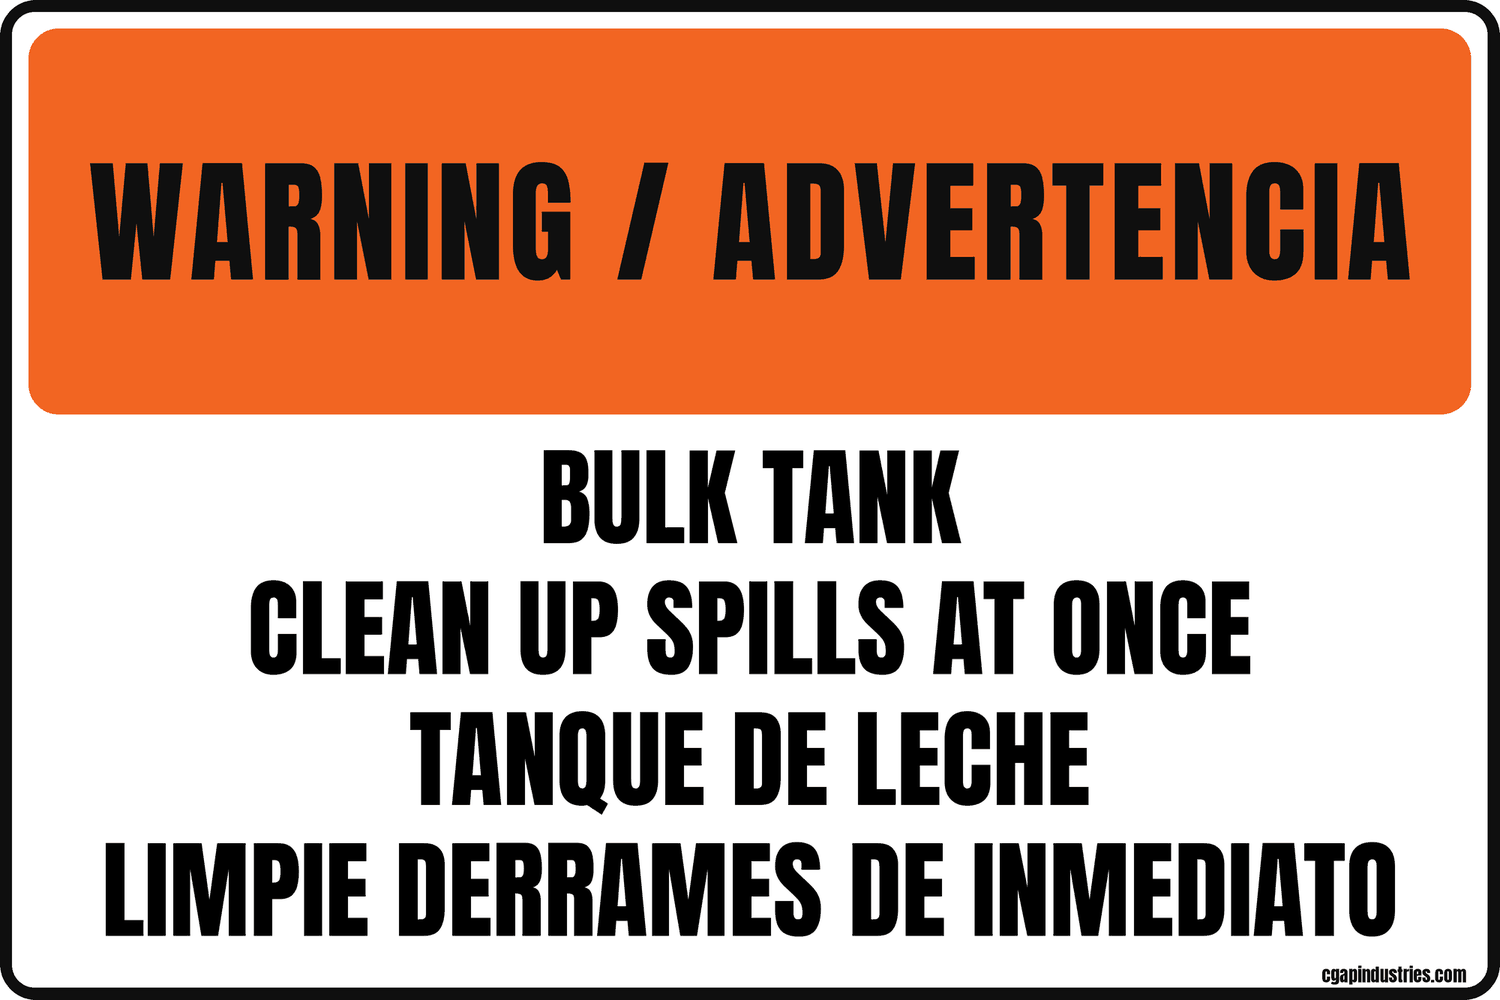 WARNING / ADVERTENCIA
BULK TANK
CLEAN UP SPILLS AT ONCE
TANQUE DE LECHE
LIMPIE DERRAMES DE INMEDIATO
cgapindustries.com